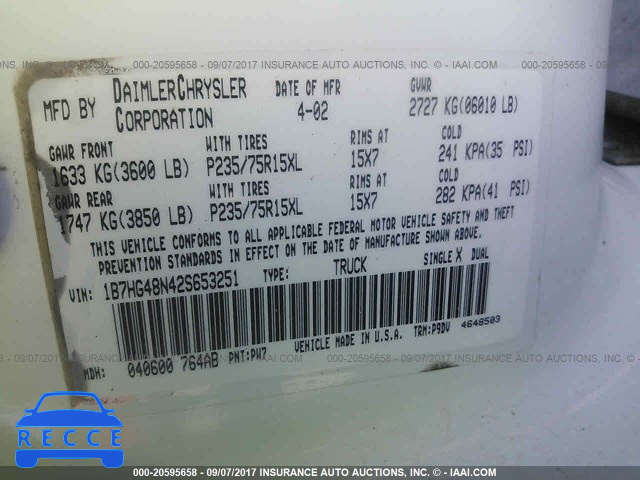 000-20595658 - 09/07/2017 INSURANCE AUTO AUCTIONS, INC. - © IAAI.COM
MFD BY DAIMLERCHRYSLER CORPORATION DATE OF MFR 4-02 GVWR 2727 KG(06010 LB)
GAWR FRONT WITH TIRES RIMS AT COLD
1633 KG(3600 LB) P235/75R15XL 15X7 241 KPA(35 PSI)
GAWR REAR WITH TIRES RIMS AT COLD
1747 KG(3850 LB) P235/75R15XL 15X7 282 KPA(41 PSI)
THIS VEHICLE CONFORMS TO ALL APPLICABLE FEDERAL MOTOR VEHICLE SAFETY AND THEFT
PREVENTION STANDARDS IN EFFECT ON THE DATE OF MANUFACTURE SHOWN ABOVE.
VIN: 1B7HG48N42S653251 TYPE: TRUCK SINGLE X DUAL
000-20595658 - 09/07/2017 INSURANCE AUTO AUCTIONS, INC. - © IAAI.COM
MDH: 040600 764AB PNT:PW7 VEHICLE MADE IN U.S.A. TRM:P9DV 4648503
RECCE
000-20595658 - 09/07/2017 INSURANCE AUTO AUCTIONS, INC. - © IAAI.COM